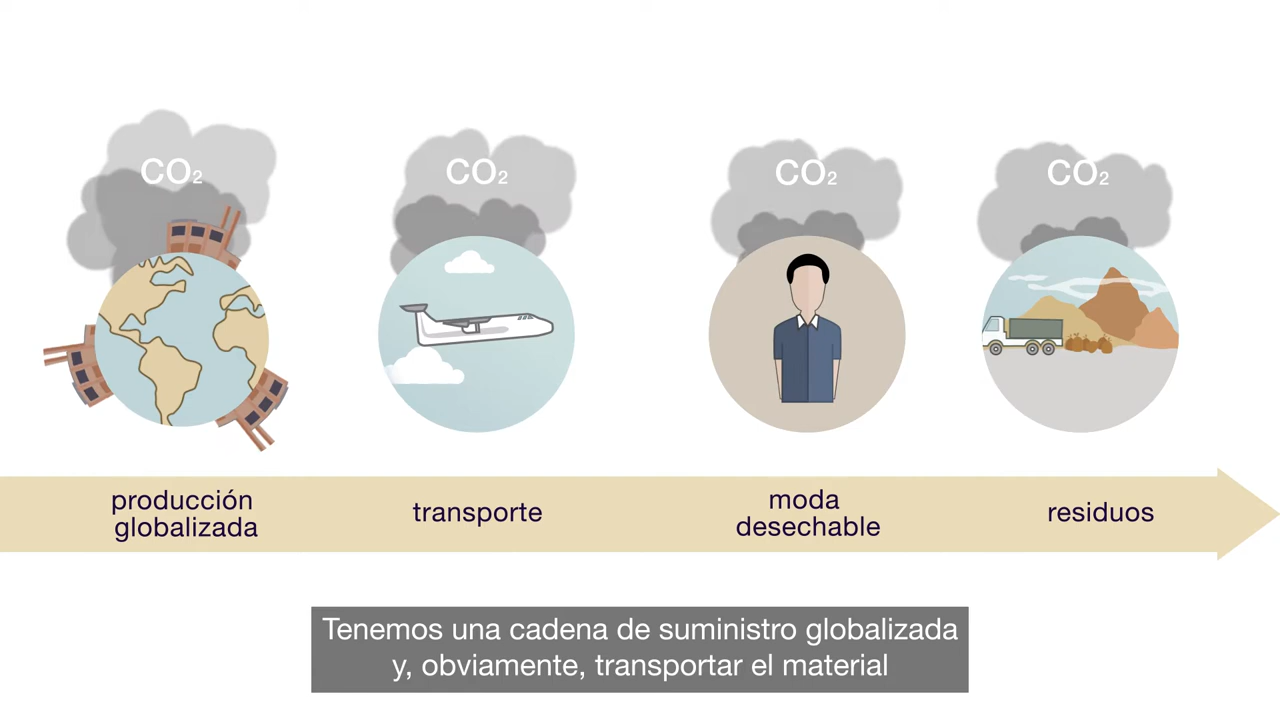 CO₂
CO₂
CO₂
CO₂
producción
globalizada
transporte
moda
desechable
residuos
Tenemos una cadena de suministro globalizada
y, obviamente, transportar el material